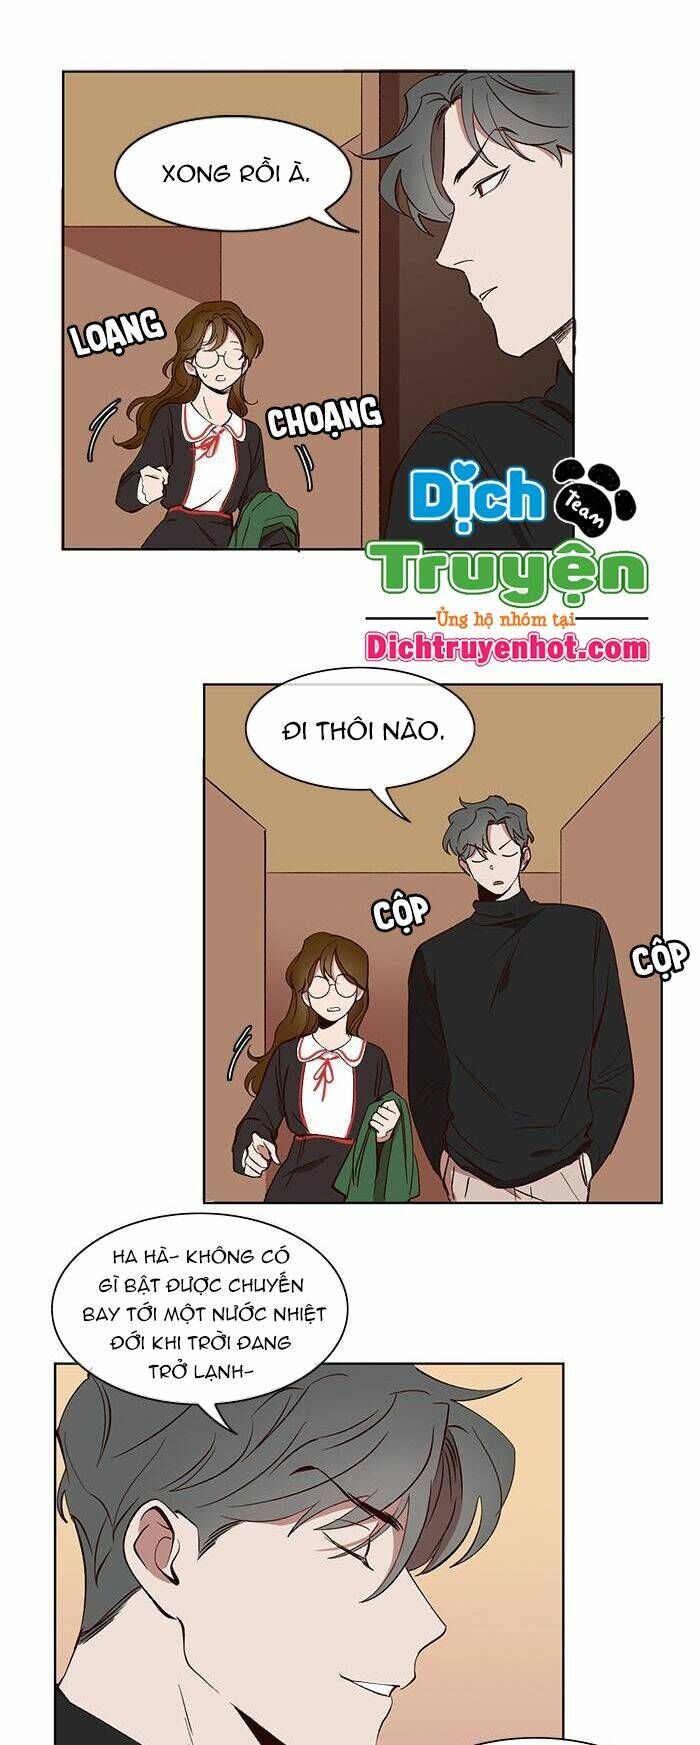 XONG RỒI À.
LOẠNG
CHOẠNG
Dịch
Team
Truyện
Ủng hộ nhóm tại
Dichtruyenhot.com
ĐI THÔI NÀO.
CỘP
CỘP
HA HÀ- KHÔNG CÓ
GÌ BẬT ĐƯỢC CHUYẾN
BAY TỚI MỘT NƯỚC NHIỆT
ĐỚI KHI TRỜI ĐANG
TRỞ LẠNH-